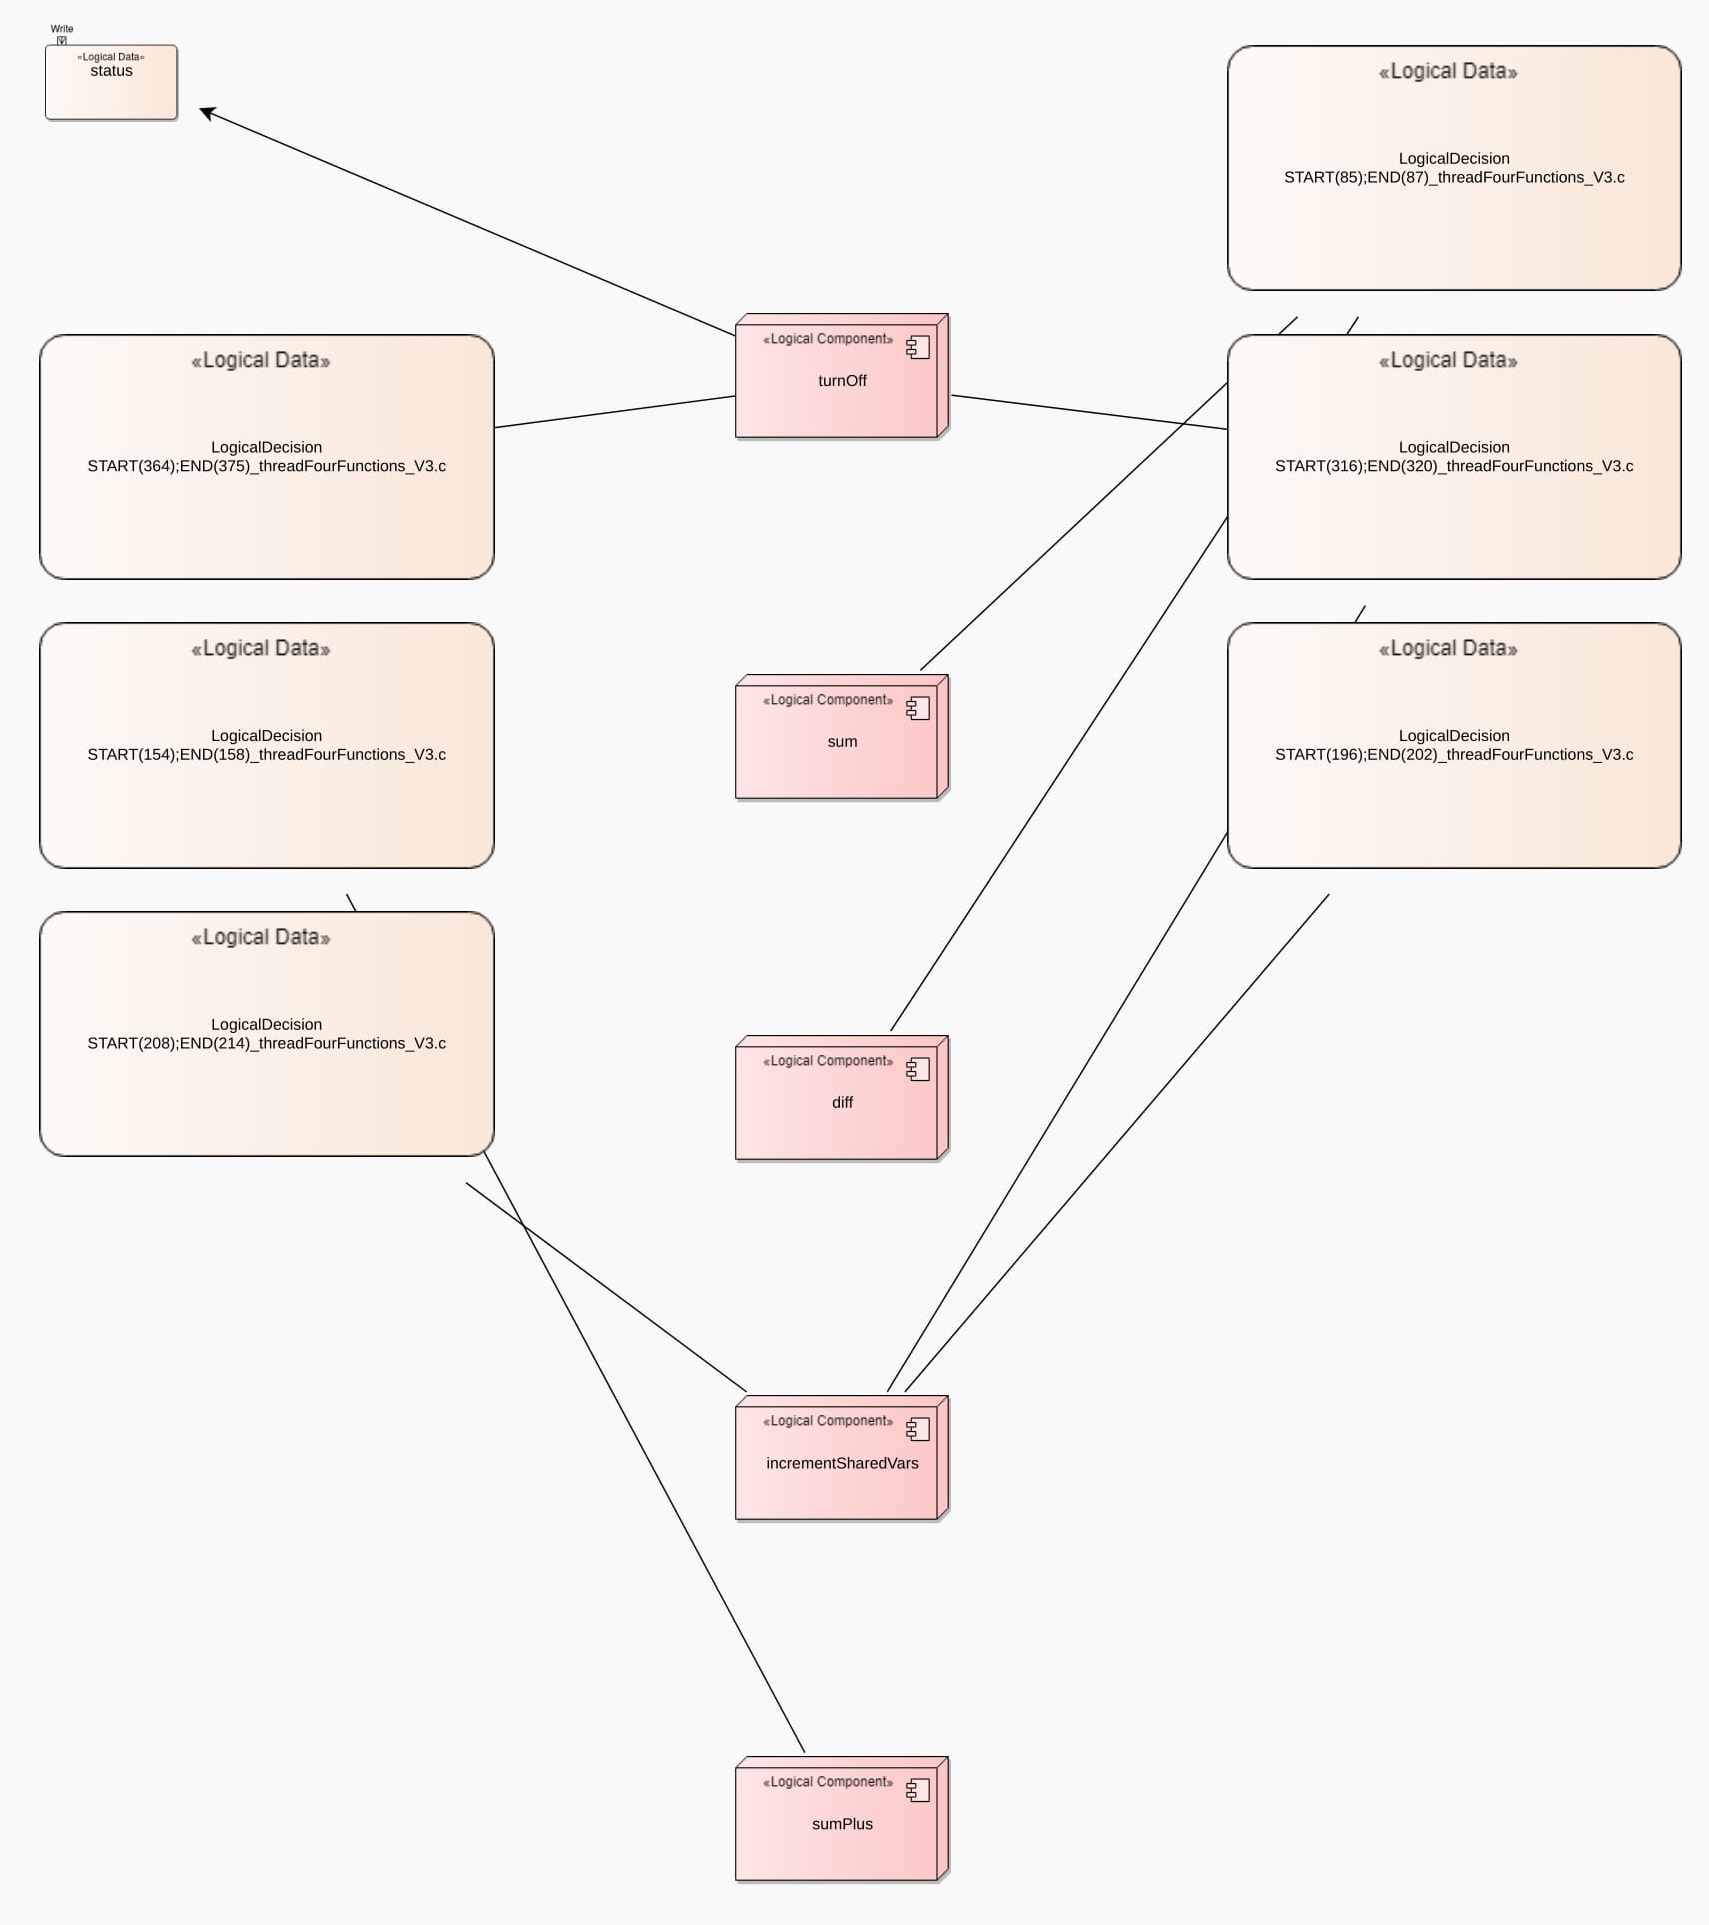 Write
«Logical Data»
status
«Logical Data»
LogicalDecision
START(85);END(87)_threadFourFunctions_V3.c
«Logical Component»
turnOff
«Logical Data»
LogicalDecision
START(364);END(375)_threadFourFunctions_V3.c
«Logical Data»
LogicalDecision
START(316);END(320)_threadFourFunctions_V3.c
«Logical Data»
LogicalDecision
START(154);END(158)_threadFourFunctions_V3.c
«Logical Component»
sum
«Logical Data»
LogicalDecision
START(196);END(202)_threadFourFunctions_V3.c
«Logical Data»
LogicalDecision
START(208);END(214)_threadFourFunctions_V3.c
«Logical Component»
diff
«Logical Component»
incrementSharedVars
«Logical Component»
sumPlus